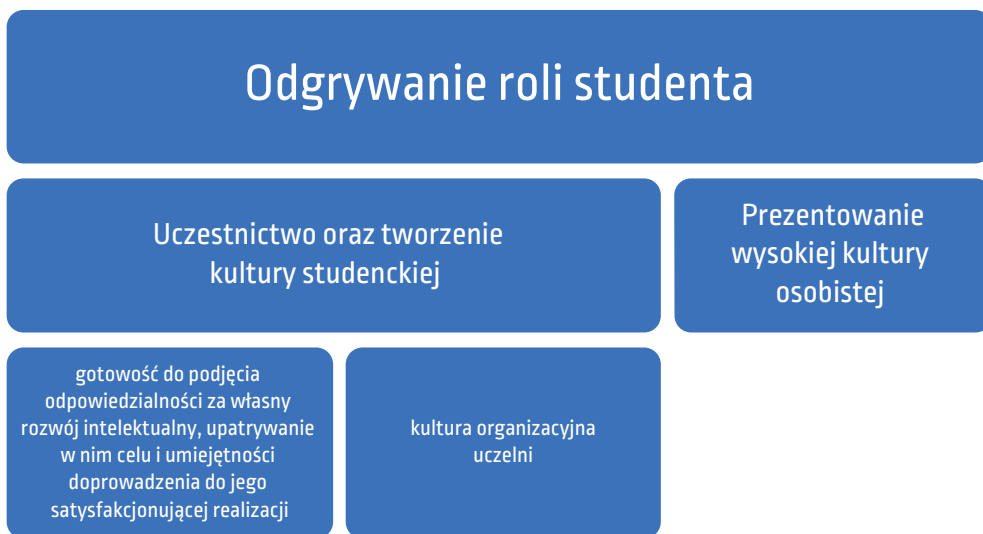 Odgrywanie roli studenta
Uczestnictwo oraz tworzenie
kultury studenckiej
Prezentowanie
wysokiej kultury
osobistej
gotowość do podjęcia
odpowiedzialności za własny
rozwój intelektualny, upatrywanie
w nim celu i umiejętności
doprowadzenia do jego
satysfakcjonującej realizacji
kultura organizacyjna
uczelni